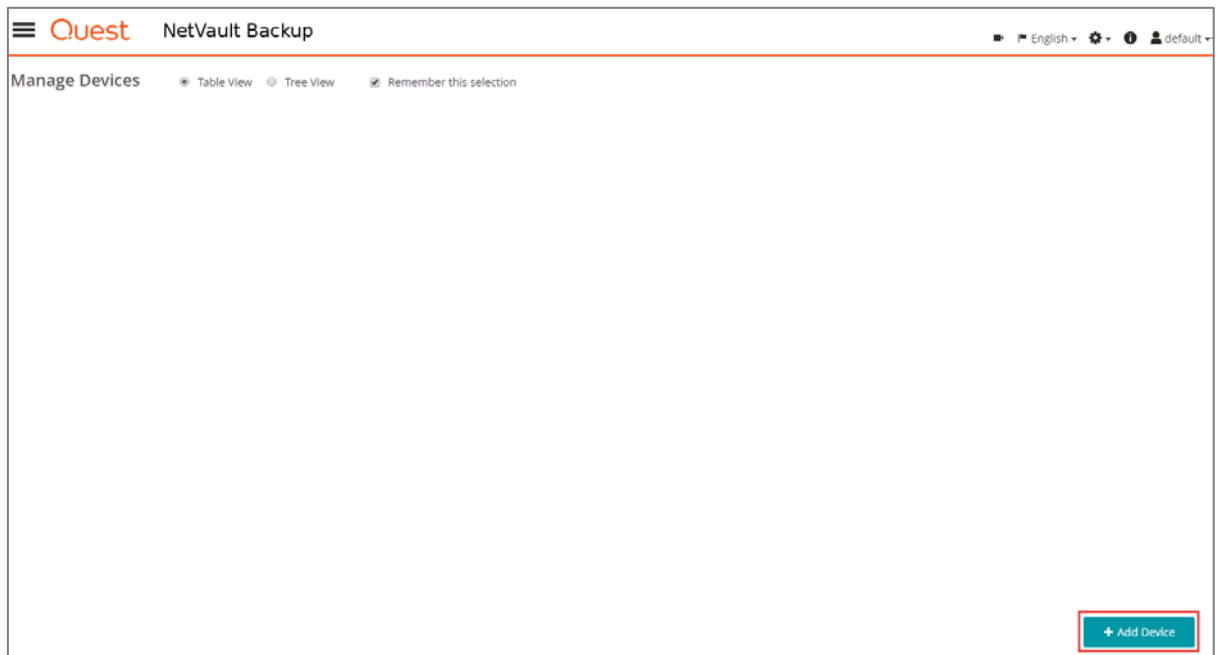 Quest NetVault Backup
English
default
Manage Devices Table View Tree View Remember this selection
+ Add Device